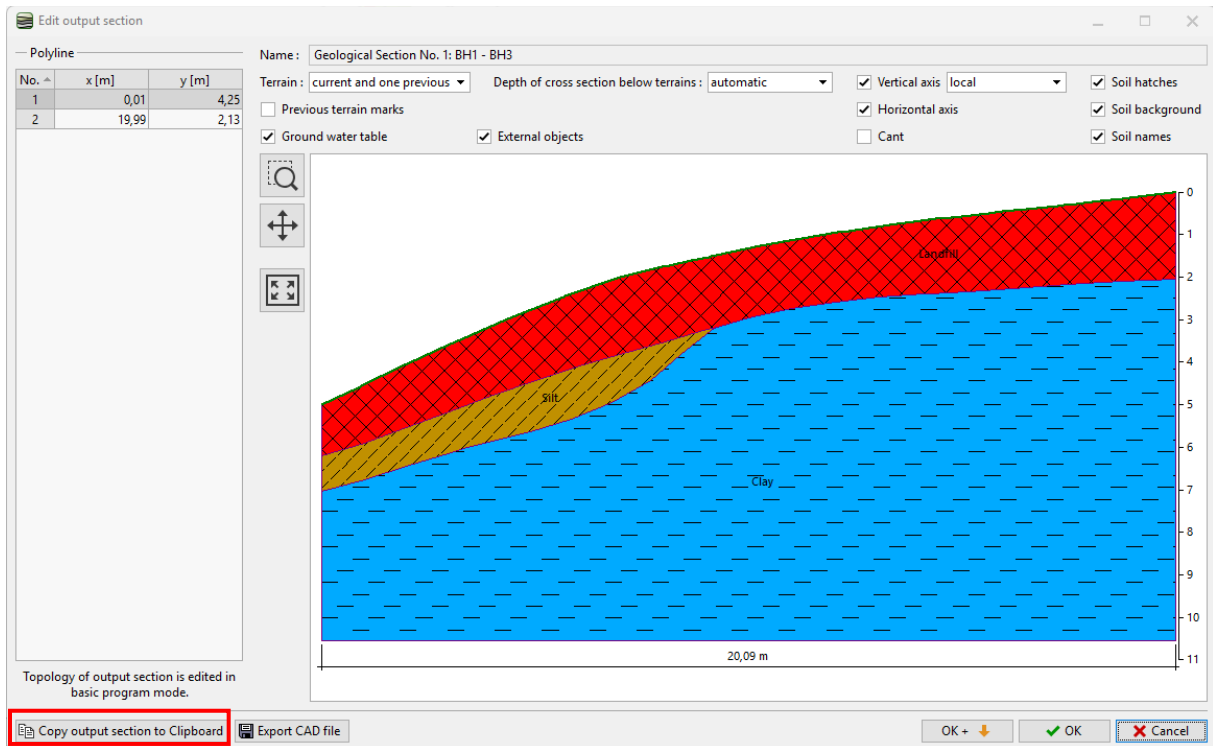 Edit output section
Polyline
No. x [m] y [m]
1 0,01 4,25
2 19,99 2,13
Topology of output section is edited in
basic program mode.
Name : Geological Section No. 1: BH1 - BH3
Terrain : current and one previous Depth of cross section below terrains : automatic Vertical axis local Soil hatches
Previous terrain marks Horizontal axis Soil background
Ground water table External objects Cant Soil names
0
Landfill
1
2
3
4
Silt
5
6
Clay
7
8
9
10
20,09 m
11
Copy output section to Clipboard Export CAD file OK + OK Cancel